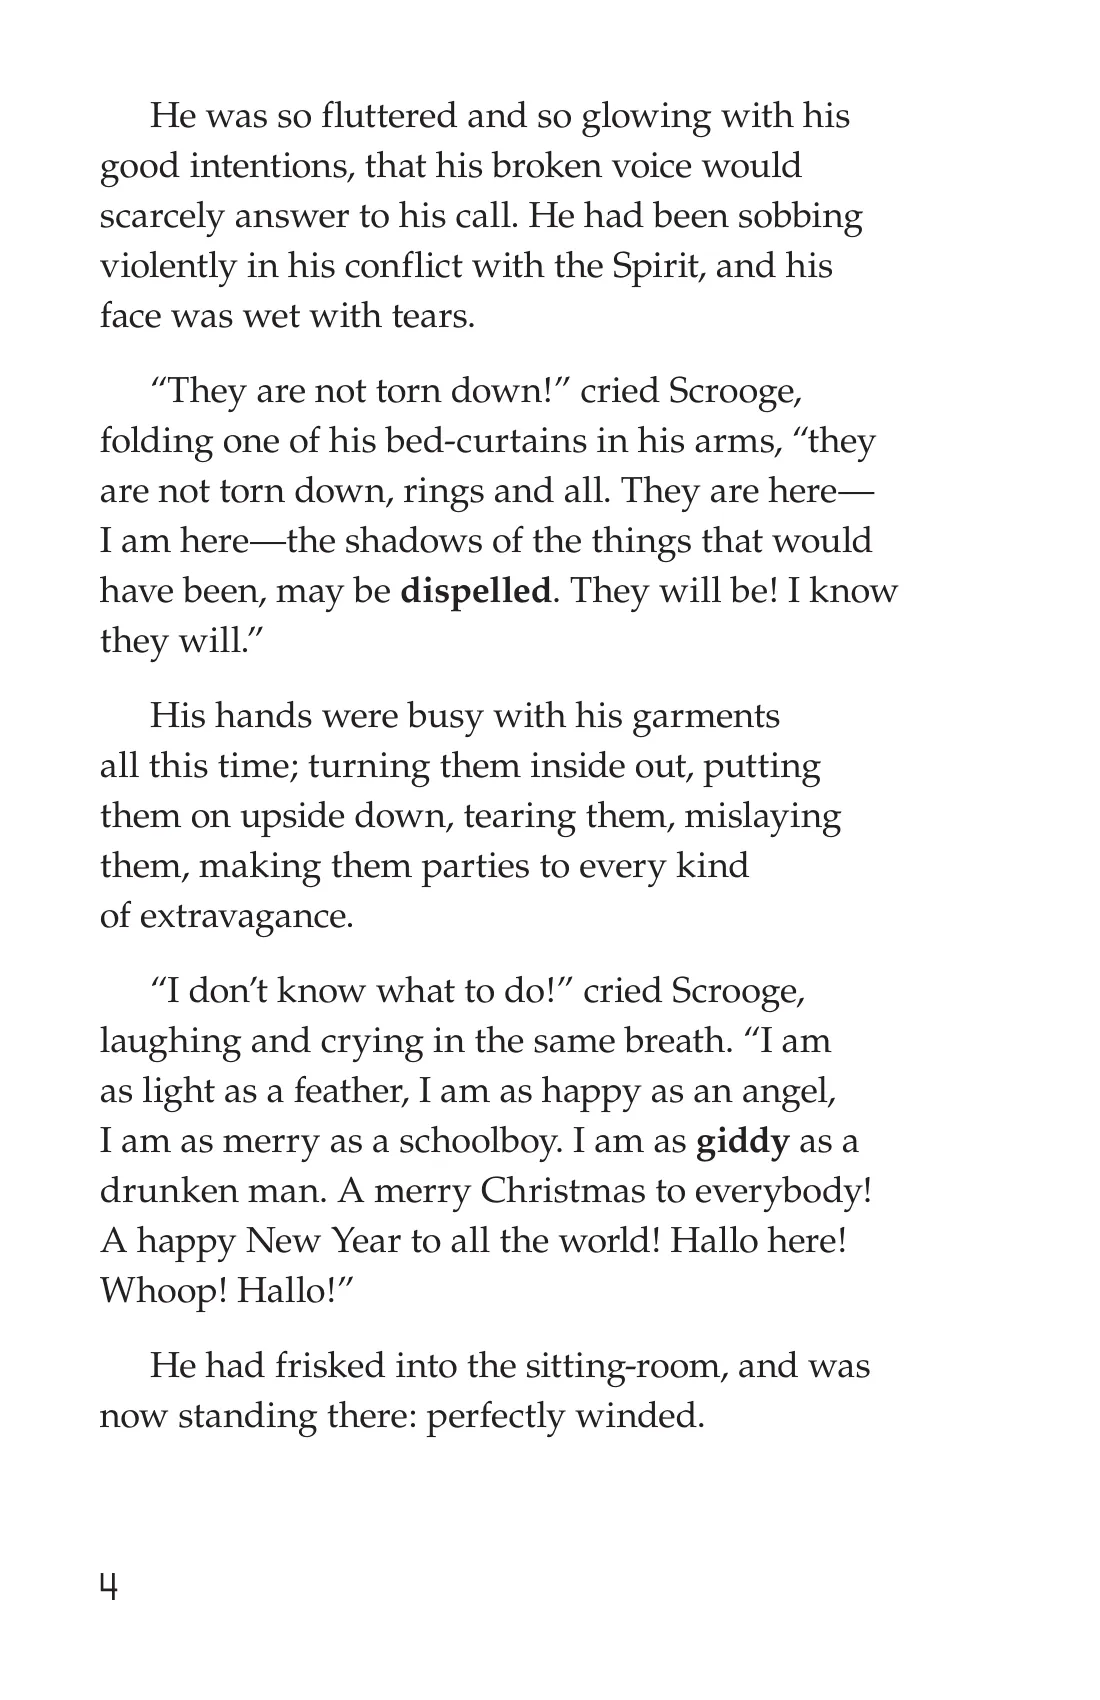 He was so fluttered and so glowing with his
good intentions, that his broken voice would
scarcely answer to his call. He had been sobbing
violently in his conflict with the Spirit, and his
face was wet with tears.
“They are not torn down!” cried Scrooge,
folding one of his bed-curtains in his arms, “they
are not torn down, rings and all. They are here—
I am here—the shadows of the things that would
have been, may be dispelled. They will be! I know
they will.”
His hands were busy with his garments
all this time; turning them inside out, putting
them on upside down, tearing them, mislaying
them, making them parties to every kind
of extravagance.
“I don’t know what to do!” cried Scrooge,
laughing and crying in the same breath. “I am
as light as a feather, I am as happy as an angel,
I am as merry as a schoolboy. I am as giddy as a
drunken man. A merry Christmas to everybody!
A happy New Year to all the world! Hallo here!
Whoop! Hallo!”
He had frisked into the sitting-room, and was
now standing there: perfectly winded.
4